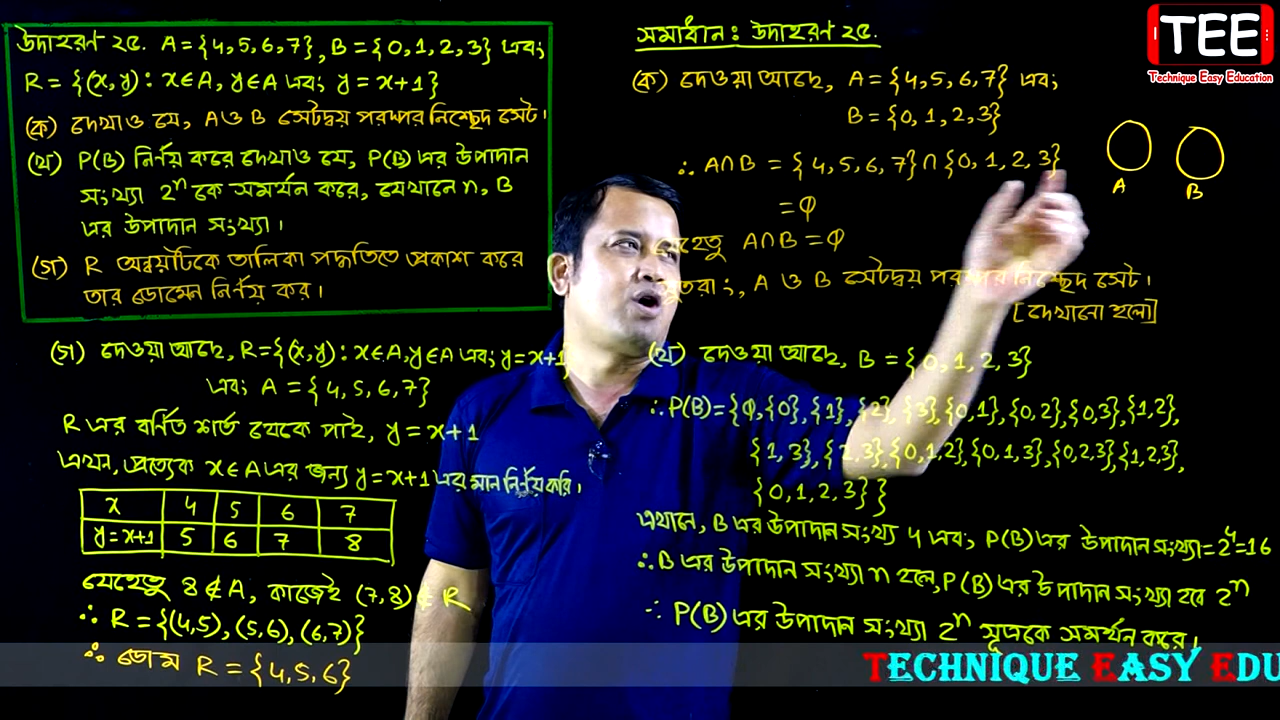 উদাহরণ ২৫. A = {4, 5, 6, 7}, B = {0, 1, 2, 3} এবং
R = {(x, y) : x∈A, y∈A এবং y = x+1}
(ক) দেখাও যে, A ও B সেটদ্বয় পরস্পর নিশ্ছেদ সেট।
(খ) P(B) নির্ণয় করে দেখাও যে, P(B) এর উপাদান
সংখ্যা 2ⁿ কে সমর্থন করে, যেখানে n, B
এর উপাদান সংখ্যা।
(গ) R অন্বয়টিকে তালিকা পদ্ধতিতে প্রকাশ করে
তার ডোমেন নির্ণয় কর।
(গ) দেওয়া আছে, R = {(x, y) : x∈A, y∈A এবং y = x+1}
এবং A = {4, 5, 6, 7}
R এর বর্ণিত শর্ত থেকে পাই, y = x+1
এখন, প্রত্যেক x∈A এর জন্য y = x+1 এর মান নির্ণয় করি।
x 4 5 6 7
y = x+1 5 6 7 8
যেহেতু 8 ∉ A, কাজেই (7, 8) ∉ R
∴ R = {(4,5), (5,6), (6,7)}
∴ ডোম R = {4, 5, 6}
সমাধান : উদাহরণ ২৫.
(ক) দেওয়া আছে, A = {4, 5, 6, 7} এবং
B = {0, 1, 2, 3}
∴ A∩B = {4, 5, 6, 7} ∩ {0, 1, 2, 3}
= φ
যেহেতু A∩B = φ
সুতরাং, A ও B সেটদ্বয় পরস্পর নিশ্ছেদ সেট।
[দেখানো হলো]
A B
(খ) দেওয়া আছে, B = {0, 1, 2, 3}
∴ P(B) = {φ, {0}, {1}, {2}, {3}, {0,1}, {0,2}, {0,3}, {1,2},
{1, 3}, {2,3}, {0,1,2}, {0,1,3}, {0,2,3}, {1,2,3},
{0, 1, 2, 3} }
এখানে, B এর উপাদান সংখ্য 4 এবং P(B) এর উপাদান সংখ্যা = 2⁴ = 16
∴ B এর উপাদান সংখ্যা n হলে, P(B) এর উপাদান সংখ্যা হবে 2ⁿ
∴ P(B) এর উপাদান সংখ্যা 2ⁿ সূত্রকে সমর্থন করে।
TEE
Technique Easy Education
TECHNIQUE EASY EDU